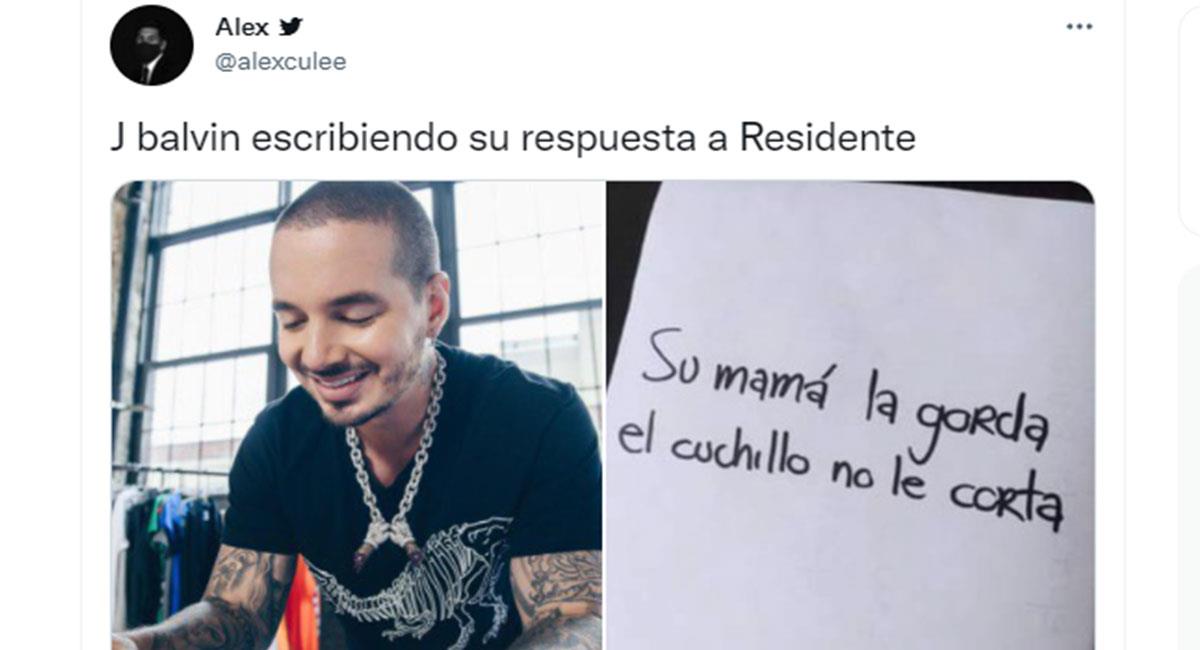 Alex
@alexculee
J balvin escribiendo su respuesta a Residente
Su mamá la gorda
el cuchillo no le corta